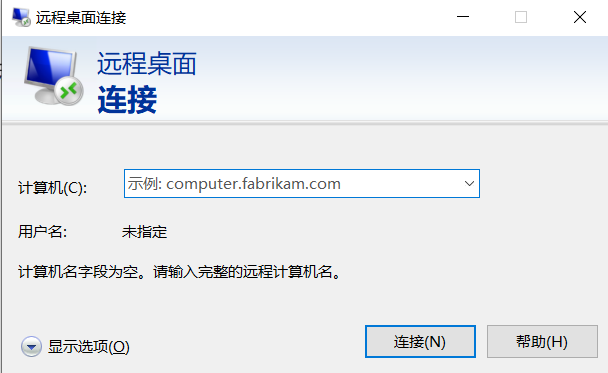 远程桌面连接
远程桌面
连接
计算机(C):
示例: computer.fabrikam.com
用户名:
未指定
计算机名字段为空。请输入完整的远程计算机名。
显示选项(O)
连接(N)
帮助(H)